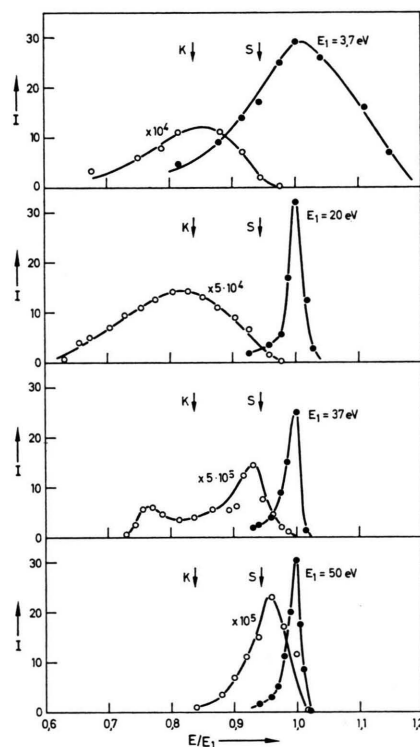 30
K
S
E₁ = 3,7 eV
20
×10⁴
I
10
0
30
K
S
E₁ = 20 eV
20
×5·10⁴
I
10
0
30
K
S
E₁ = 37 eV
20
×5·10⁵
I
10
0
30
K
S
E₁ = 50 eV
20
×10⁵
I
10
0
0,6 0,7 0,8 0,9 1,0 1,1 1,2
E/E₁